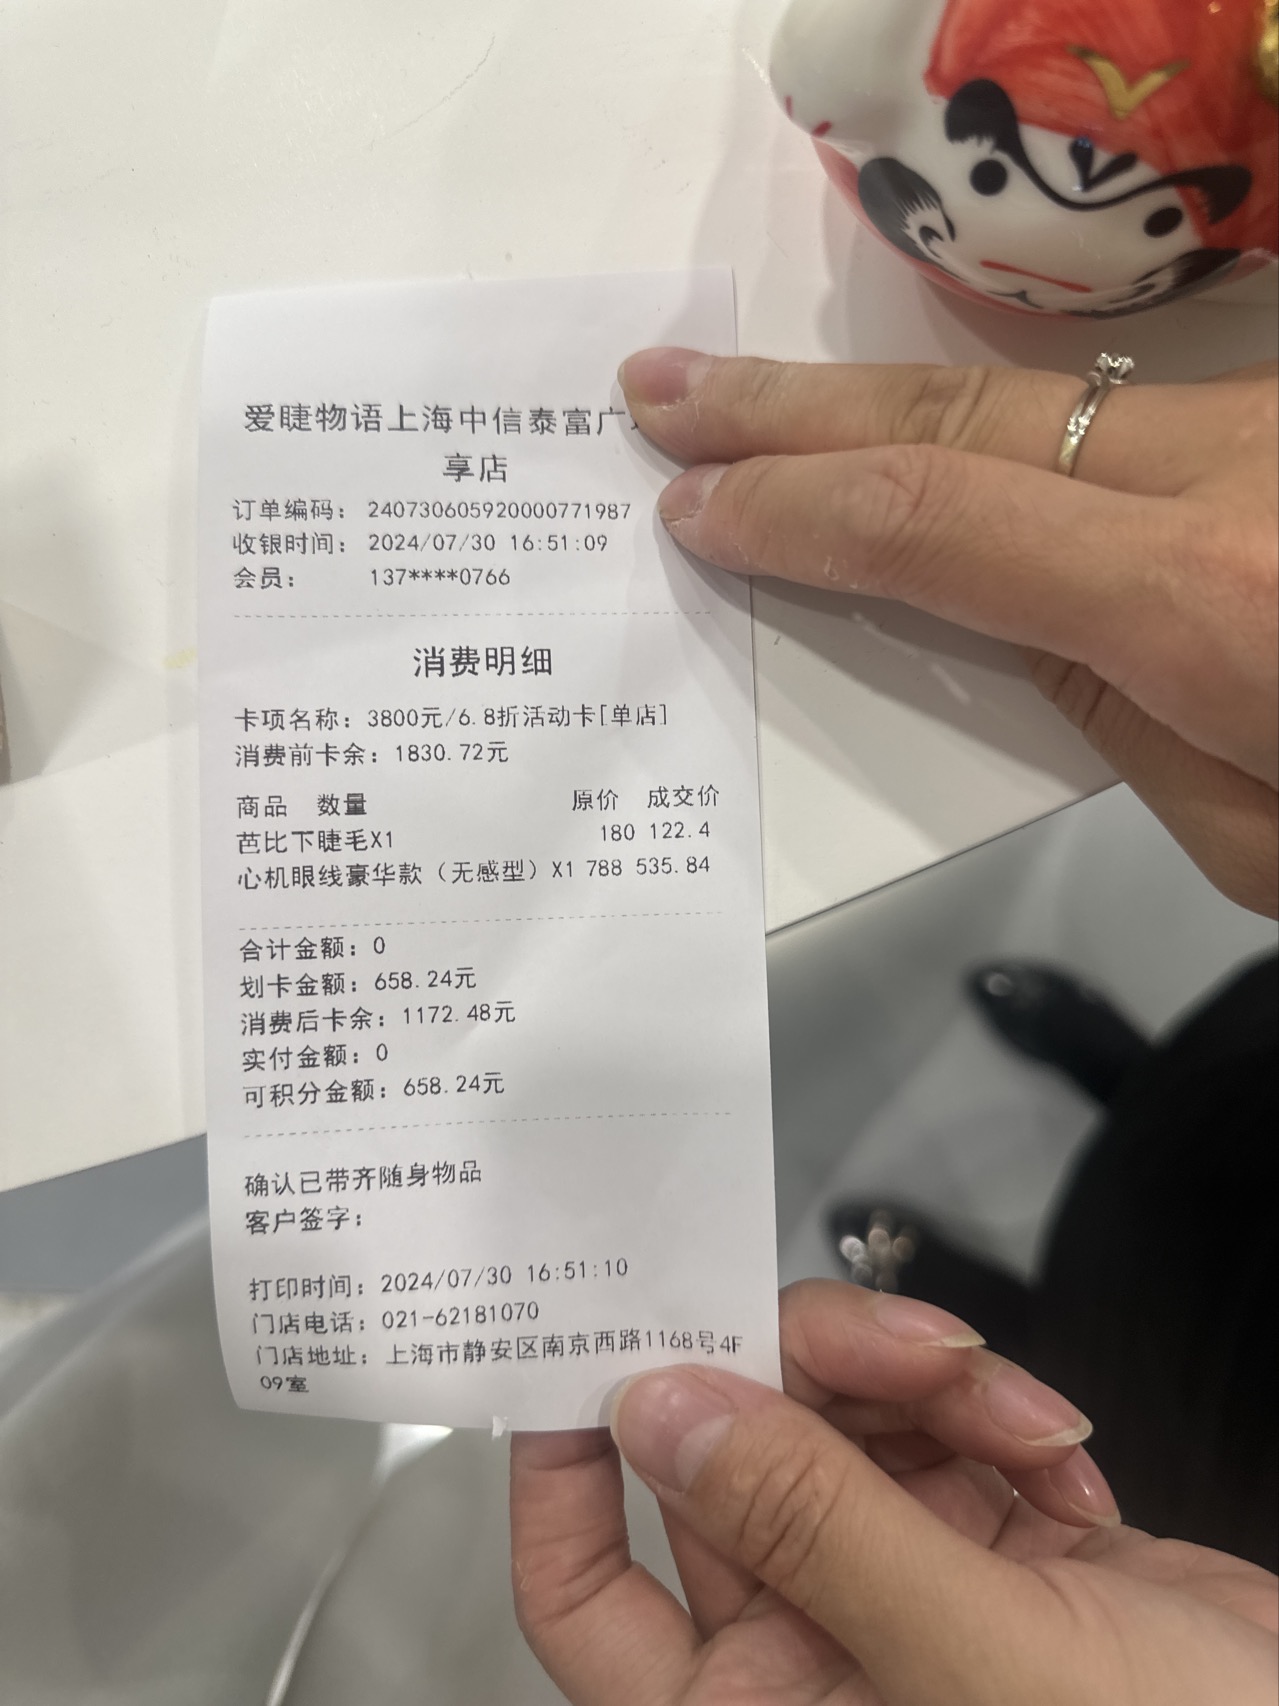 爱睫物语上海中信泰富广
享店
订单编码： 240730605920000771987
收银时间： 2024/07/30 16:51:09
会员： 137****0766
消费明细
卡项名称：3800元/6.8折活动卡[单店]
消费前卡余：1830.72元
商品 数量 原价 成交价
芭比下睫毛X1 180 122.4
心机眼线豪华款（无感型）X1 788 535.84
合计金额：0
划卡金额：658.24元
消费后卡余：1172.48元
实付金额：0
可积分金额：658.24元
确认已带齐随身物品
客户签字：
打印时间：2024/07/30 16:51:10
门店电话：021-62181070
门店地址：上海市静安区南京西路1168号4F
09室